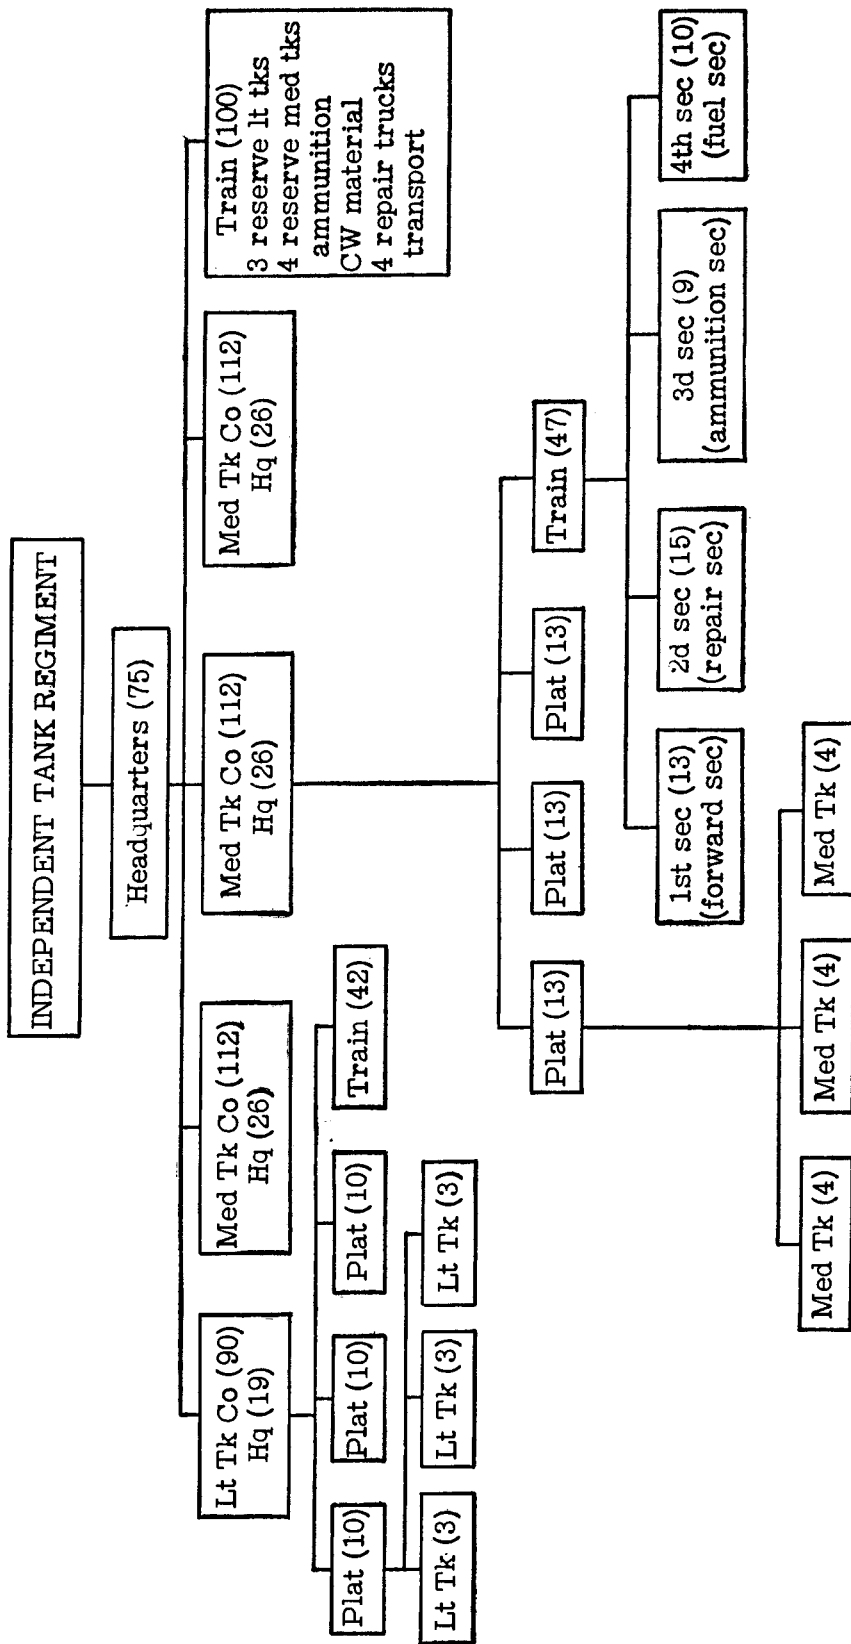 INDEPENDENT TANK REGIMENT
Headquarters (75)
Lt Tk Co (90)
Hq (19)
Med Tk Co (112)
Hq (26)
Med Tk Co (112)
Hq (26)
Med Tk Co (112)
Hq (26)
Train (100)
3 reserve lt tks
4 reserve med tks
ammunition
CW material
4 repair trucks
transport
Plat (10)
Plat (10)
Plat (10)
Train (42)
Lt Tk (3)
Lt Tk (3)
Lt Tk (3)
Plat (13)
Plat (13)
Plat (13)
Train (47)
1st sec (13)
(forward sec)
2d sec (15)
(repair sec)
3d sec (9)
(ammunition sec)
4th sec (10)
(fuel sec)
Med Tk (4)
Med Tk (4)
Med Tk (4)